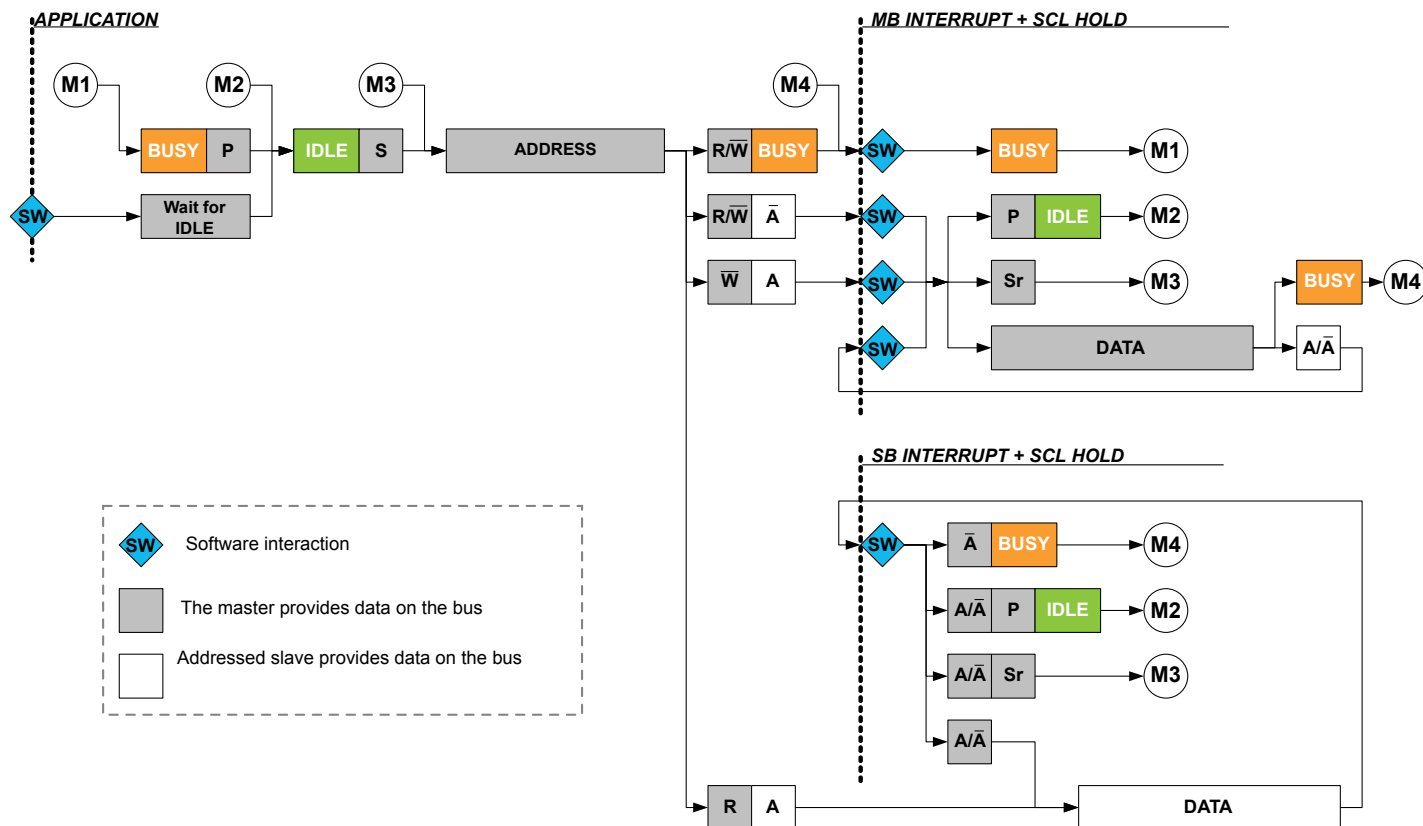 APPLICATION
MB INTERRUPT + SCL HOLD
M1
M2
M3
M4
BUSY P
IDLE S
ADDRESS
R/W̅ BUSY
SW
BUSY
M1
SW
Wait for
IDLE
R/W̅ A̅
SW
P IDLE
M2
W̅ A
SW
Sr
M3
BUSY
M4
SW
DATA
A/A̅
SB INTERRUPT + SCL HOLD
SW
A̅ BUSY
M4
A/A̅ P IDLE
M2
A/A̅ Sr
M3
A/A̅
R A
DATA
SW
Software interaction
The master provides data on the bus
Addressed slave provides data on the bus